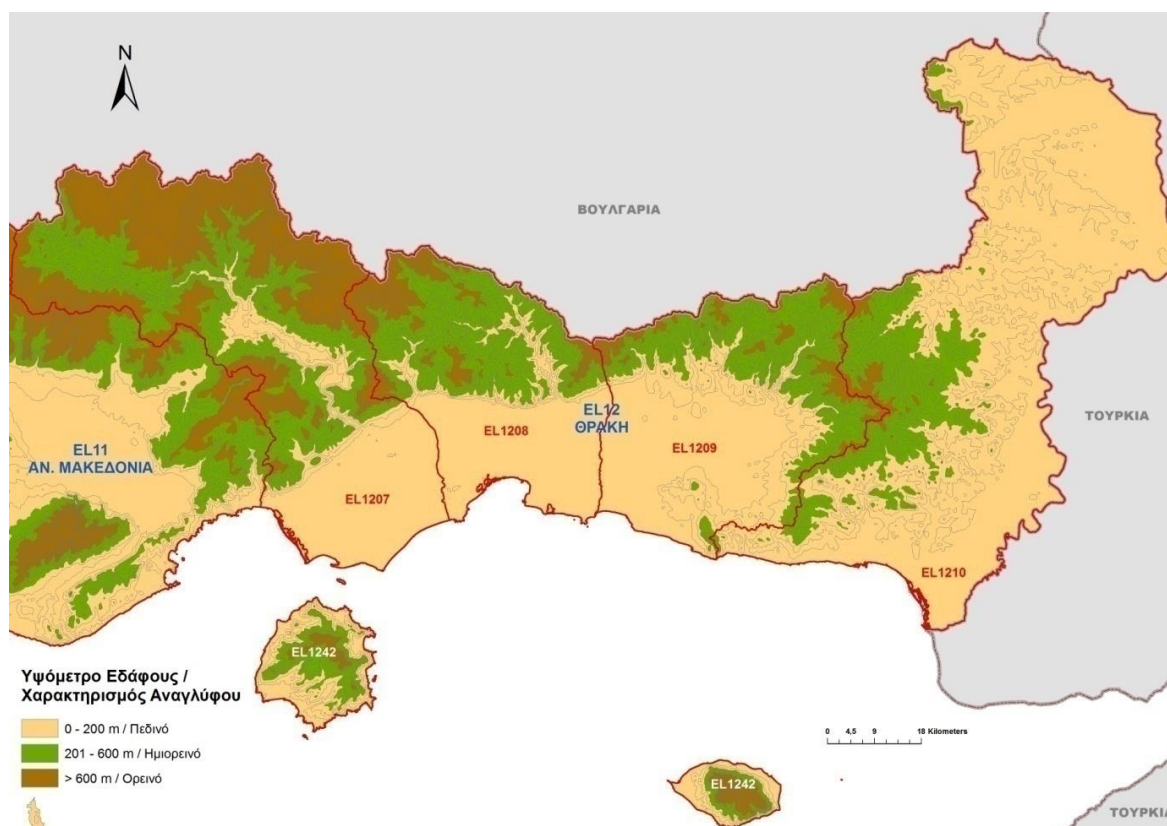 N
ΒΟΥΛΓΑΡΙΑ
ΤΟΥΡΚΙΑ
EL12
ΘΡΑΚΗ
EL1208
EL1209
EL11
ΑΝ. ΜΑΚΕΔΟΝΙΑ
EL1207
EL1210
EL1242
Υψόμετρο Εδάφους /
Χαρακτηρισμός Αναγλύφου
0 - 200 m / Πεδινό
201 - 600 m / Ημιορεινό
> 600 m / Ορεινό
0 4,5 9 18 Kilometers
EL1242
ΤΟΥΡΚΙΑ